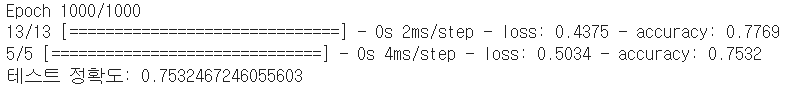 Epoch 1000/1000
13/13 [==============================] - 0s 2ms/step - loss: 0.4375 - accuracy: 0.7769
5/5 [==============================] - 0s 4ms/step - loss: 0.5034 - accuracy: 0.7532
테스트 정확도: 0.7532467246055603